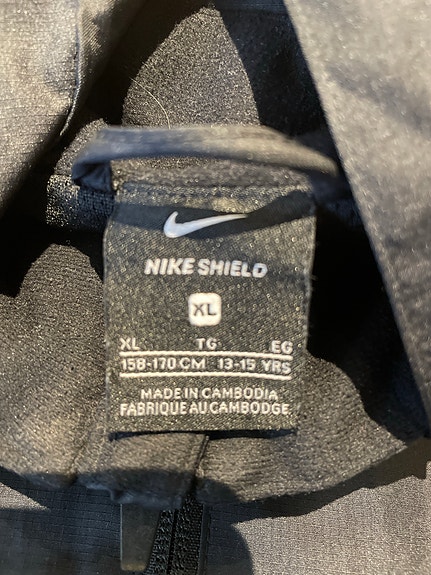 NIKE SHIELD
XL
XL TG EG
158-170 CM 13-15 YRS
MADE IN CAMBODIA
FABRIQUE AU CAMBODGE